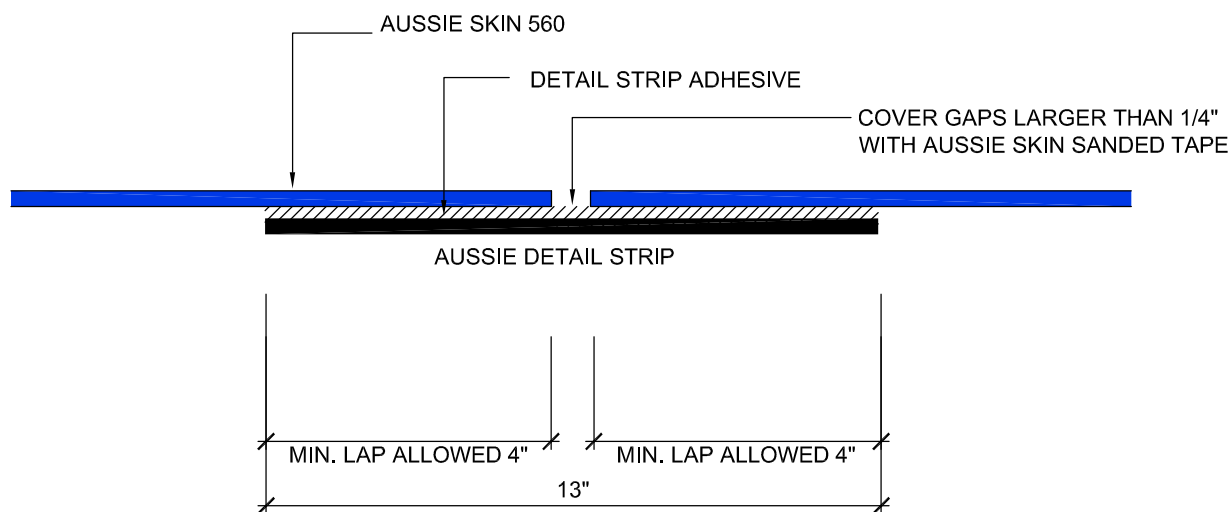 AUSSIE SKIN 560
DETAIL STRIP ADHESIVE
COVER GAPS LARGER THAN 1/4"
WITH AUSSIE SKIN SANDED TAPE
AUSSIE DETAIL STRIP
MIN. LAP ALLOWED 4"
MIN. LAP ALLOWED 4"
13"